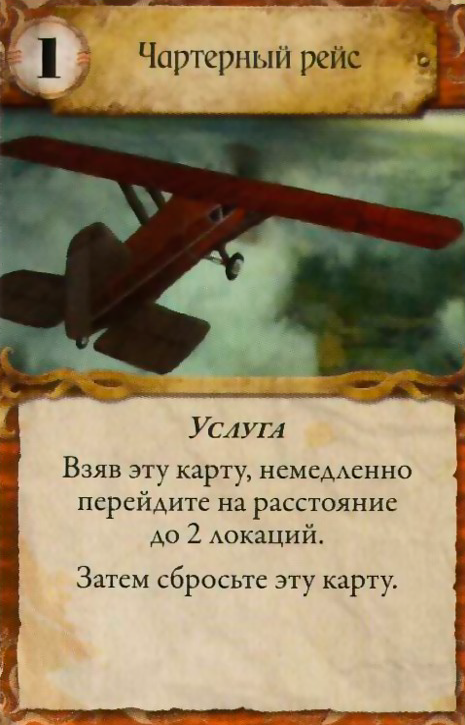 1
Чартерный рейс
Услуга
Взяв эту карту, немедленно
перейдите на расстояние
до 2 локаций.
Затем сбросьте эту карту.